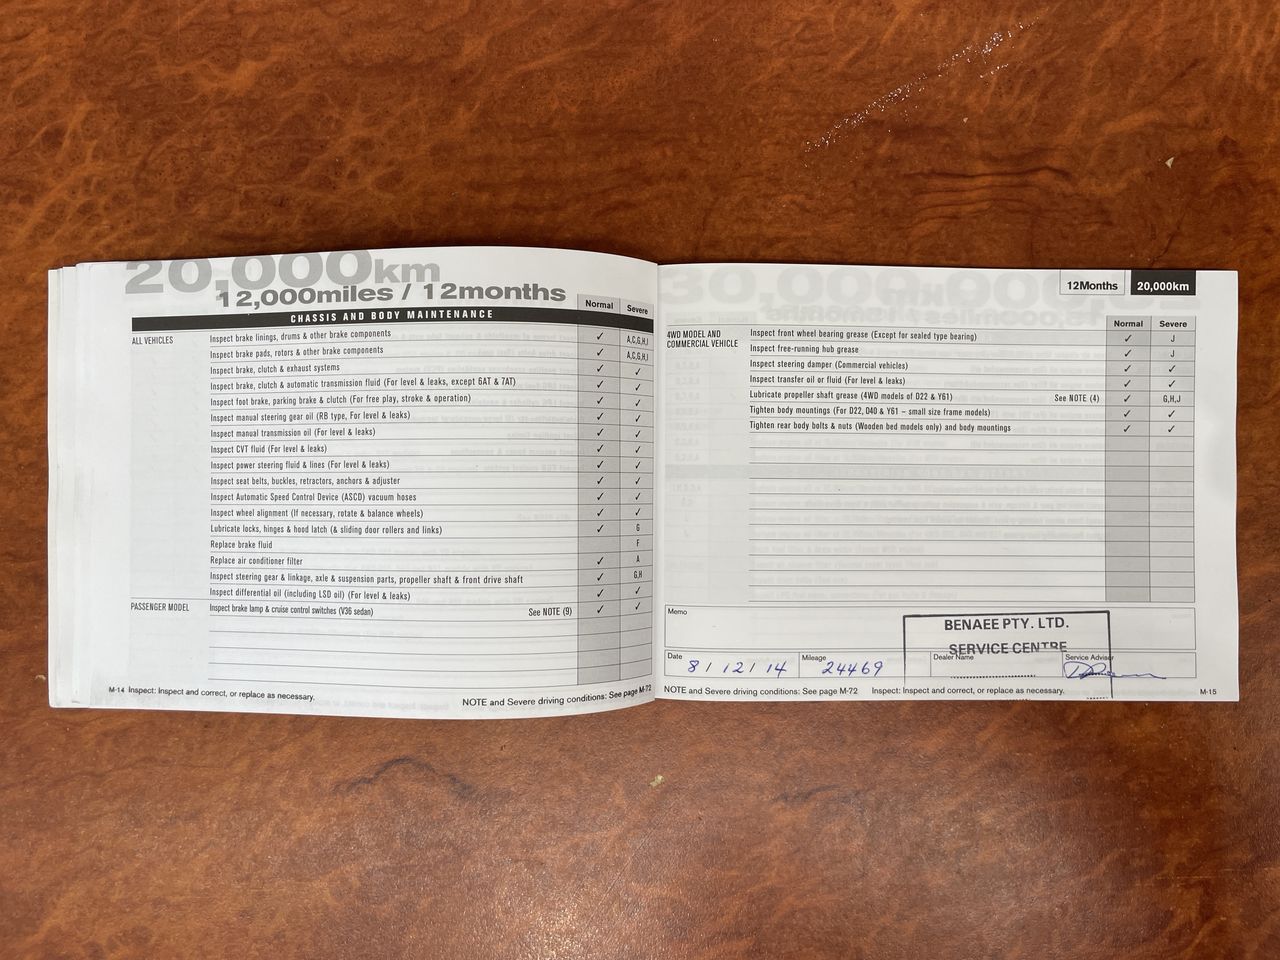 20,000km
12,000miles / 12months
Normal Severe
CHASSIS AND BODY MAINTENANCE
ALL VEHICLES Inspect brake linings, drums & other brake components ✓ A,C,G,H,I
Inspect brake pads, rotors & other brake components ✓ A,C,G,H,I
Inspect brake, clutch & exhaust systems ✓ ✓
Inspect brake, clutch & automatic transmission fluid (For level & leaks, except 6AT & 7AT) ✓ ✓
Inspect foot brake, parking brake & clutch (For free play, stroke & operation) ✓ ✓
Inspect manual steering gear oil (RB type, For level & leaks) ✓ ✓
Inspect manual transmission oil (For level & leaks) ✓ ✓
Inspect CVT fluid (For level & leaks) ✓ ✓
Inspect power steering fluid & lines (For level & leaks) ✓ ✓
Inspect seat belts, buckles, retractors, anchors & adjuster ✓ ✓
Inspect Automatic Speed Control Device (ASCD) vacuum hoses ✓ ✓
Inspect wheel alignment (If necessary, rotate & balance wheels) ✓ ✓
Lubricate locks, hinges & hood latch (& sliding door rollers and links) ✓ G
Replace brake fluid F
Replace air conditioner filter ✓ A
Inspect steering gear & linkage, axle & suspension parts, propeller shaft & front drive shaft ✓ G,H
Inspect differential oil (including LSD oil) (For level & leaks) ✓ ✓
PASSENGER MODEL Inspect brake lamp & cruise control switches (V36 sedan) See NOTE (9) ✓ ✓
M-14 Inspect: Inspect and correct, or replace as necessary. NOTE and Severe driving conditions: See page M-72
12Months 20,000km
Normal Severe
4WD MODEL AND Inspect front wheel bearing grease (Except for sealed type bearing) ✓ J
COMMERCIAL VEHICLE Inspect free-running hub grease ✓ J
Inspect steering damper (Commercial vehicles) ✓ ✓
Inspect transfer oil or fluid (For level & leaks) ✓ ✓
Lubricate propeller shaft grease (4WD models of D22 & Y61) See NOTE (4) ✓ G,H,J
Tighten body mountings (For D22, D40 & Y61 – small size frame models) ✓ ✓
Tighten rear body bolts & nuts (Wooden bed models only) and body mountings ✓ ✓
Memo
BENAEE PTY. LTD.
SERVICE CENTRE
Date 8/12/14 Mileage 24469 Dealer Name Service Advisor
NOTE and Severe driving conditions: See page M-72 Inspect: Inspect and correct, or replace as necessary. M-15